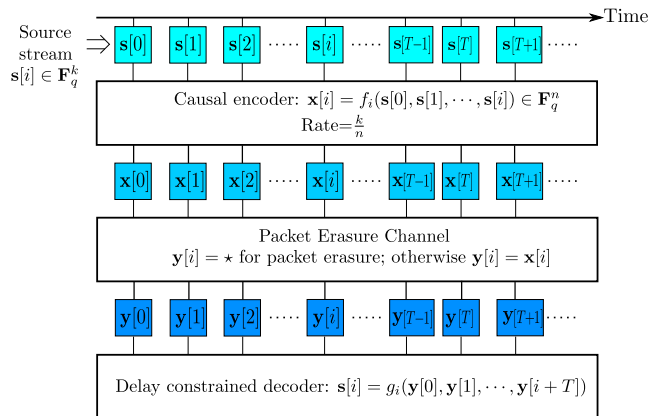 Time
Source
stream
s[i] ∈ F_q^k
s[0] s[1] s[2] ····· s[i] ····· s[T−1] s[T] s[T+1] ·····
Causal encoder: x[i] = f_i(s[0], s[1], ⋯, s[i]) ∈ F_q^n
Rate=k/n
x[0] x[1] x[2] ····· x[i] ····· x[T−1] x[T] x[T+1] ·····
Packet Erasure Channel
y[i] = ⋆ for packet erasure; otherwise y[i] = x[i]
y[0] y[1] y[2] ····· y[i] ····· y[T−1] y[T] y[T+1] ·····
Delay constrained decoder: s[i] = g_i(y[0], y[1], ⋯, y[i + T])